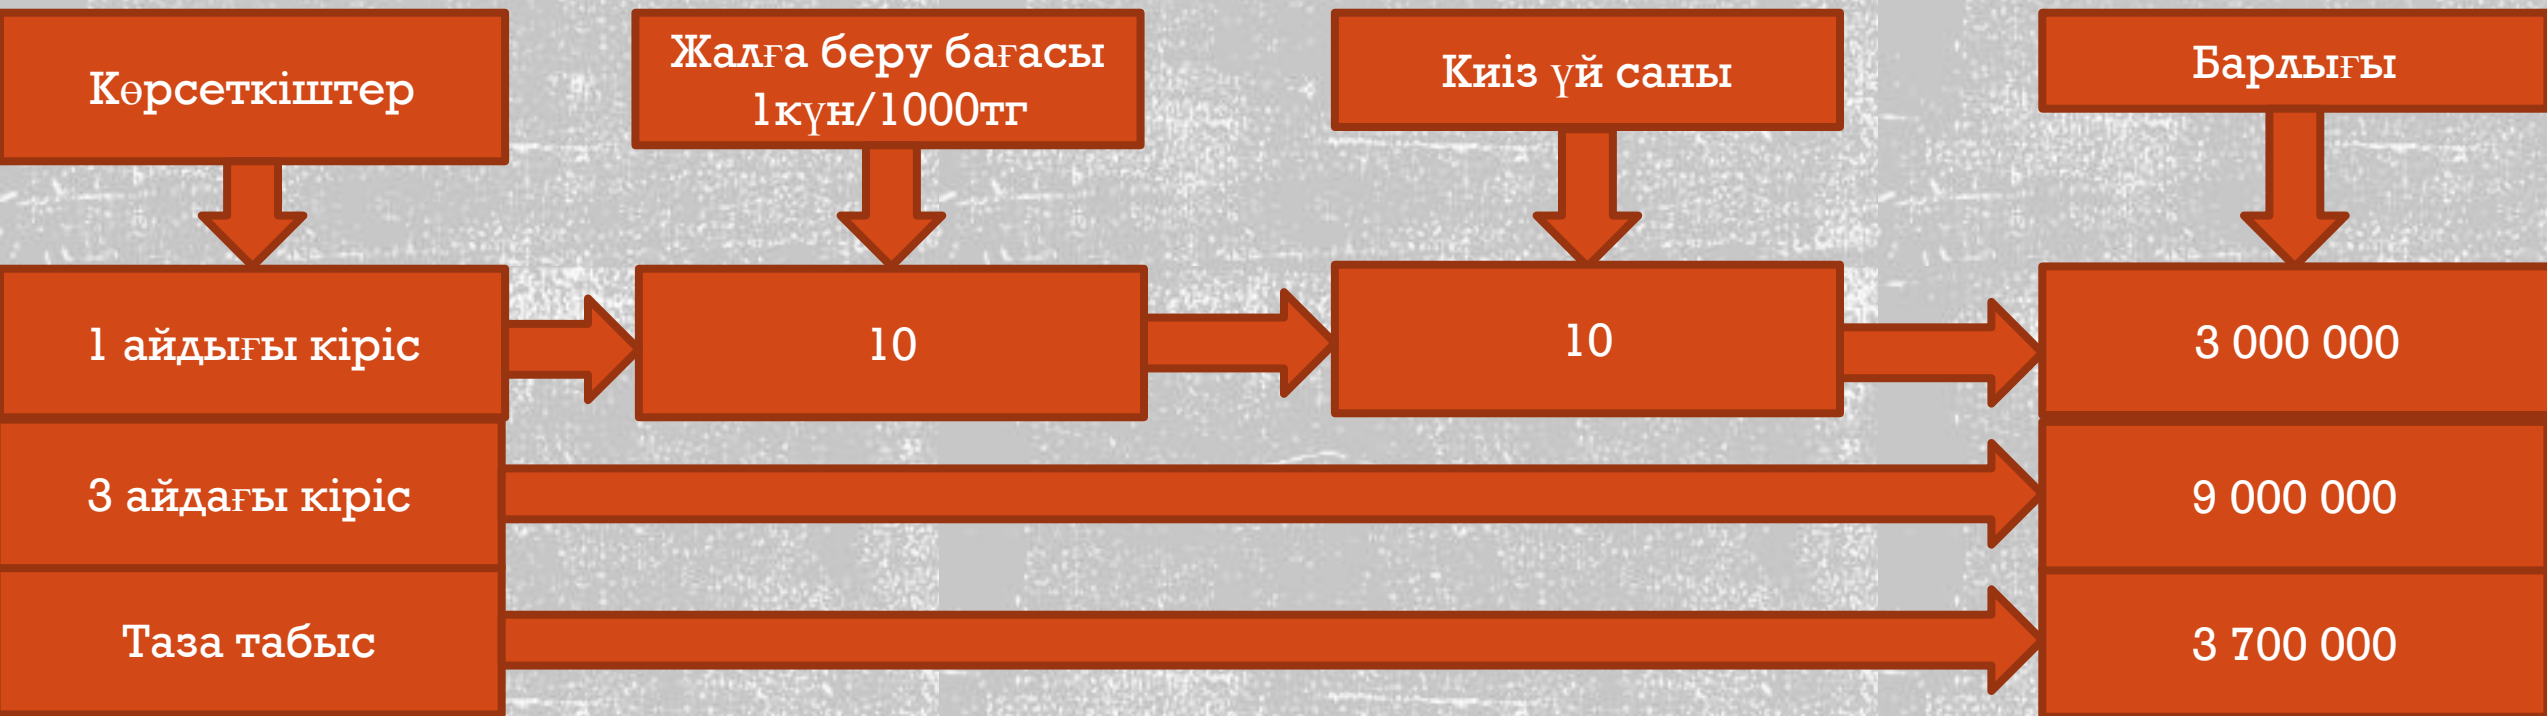 Көрсеткіштер
Жалға беру бағасы
1күн/1000тг
Киіз үй саны
Барлығы
1 айдығы кіріс
10
10
3 000 000
3 айдағы кіріс
9 000 000
Таза табыс
3 700 000